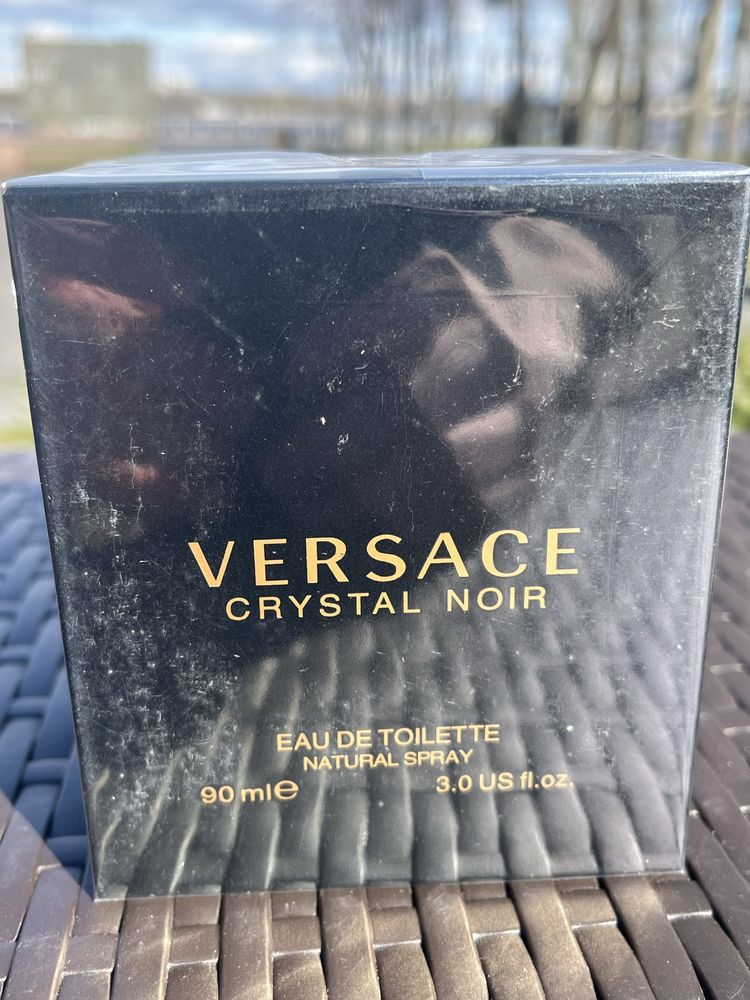 VERSACE
CRYSTAL NOIR
EAU DE TOILETTE
NATURAL SPRAY
90 ml℮ 3.0 US fl.oz.